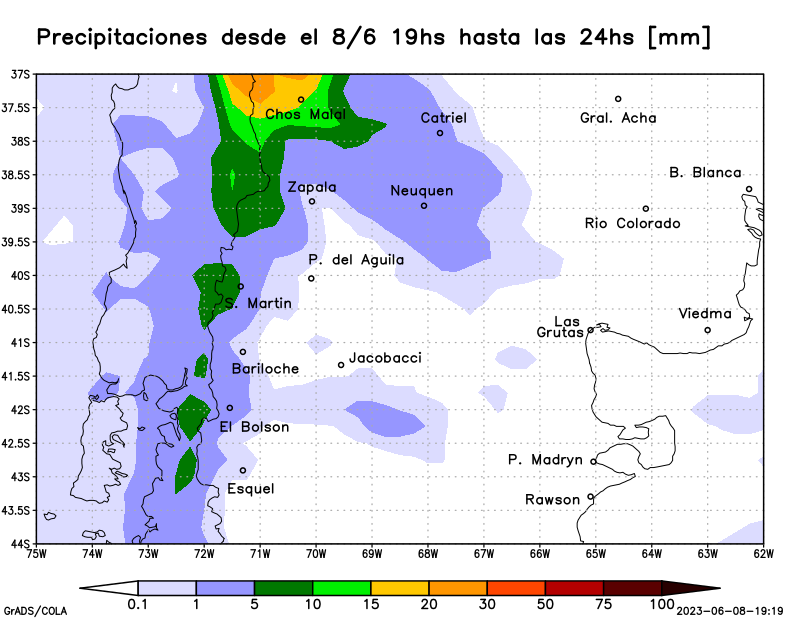 Precipitaciones desde el 8/6 19hs hasta las 24hs [mm]
37S
37.5S
38S
38.5S
39S
39.5S
40S
40.5S
41S
41.5S
42S
42.5S
43S
43.5S
44S
Chos Malal
Catriel
Gral. Acha
B. Blanca
Zapala
Neuquen
Rio Colorado
P. del Aguila
S. Martin
Viedma
Las
Grutas
Bariloche
Jacobacci
El Bolson
P. Madryn
Esquel
Rawson
75W 74W 73W 72W 71W 70W 69W 68W 67W 66W 65W 64W 63W 62W
0.1 1 5 10 15 20 30 50 75 100
GrADS/COLA
2023-06-08-19:19